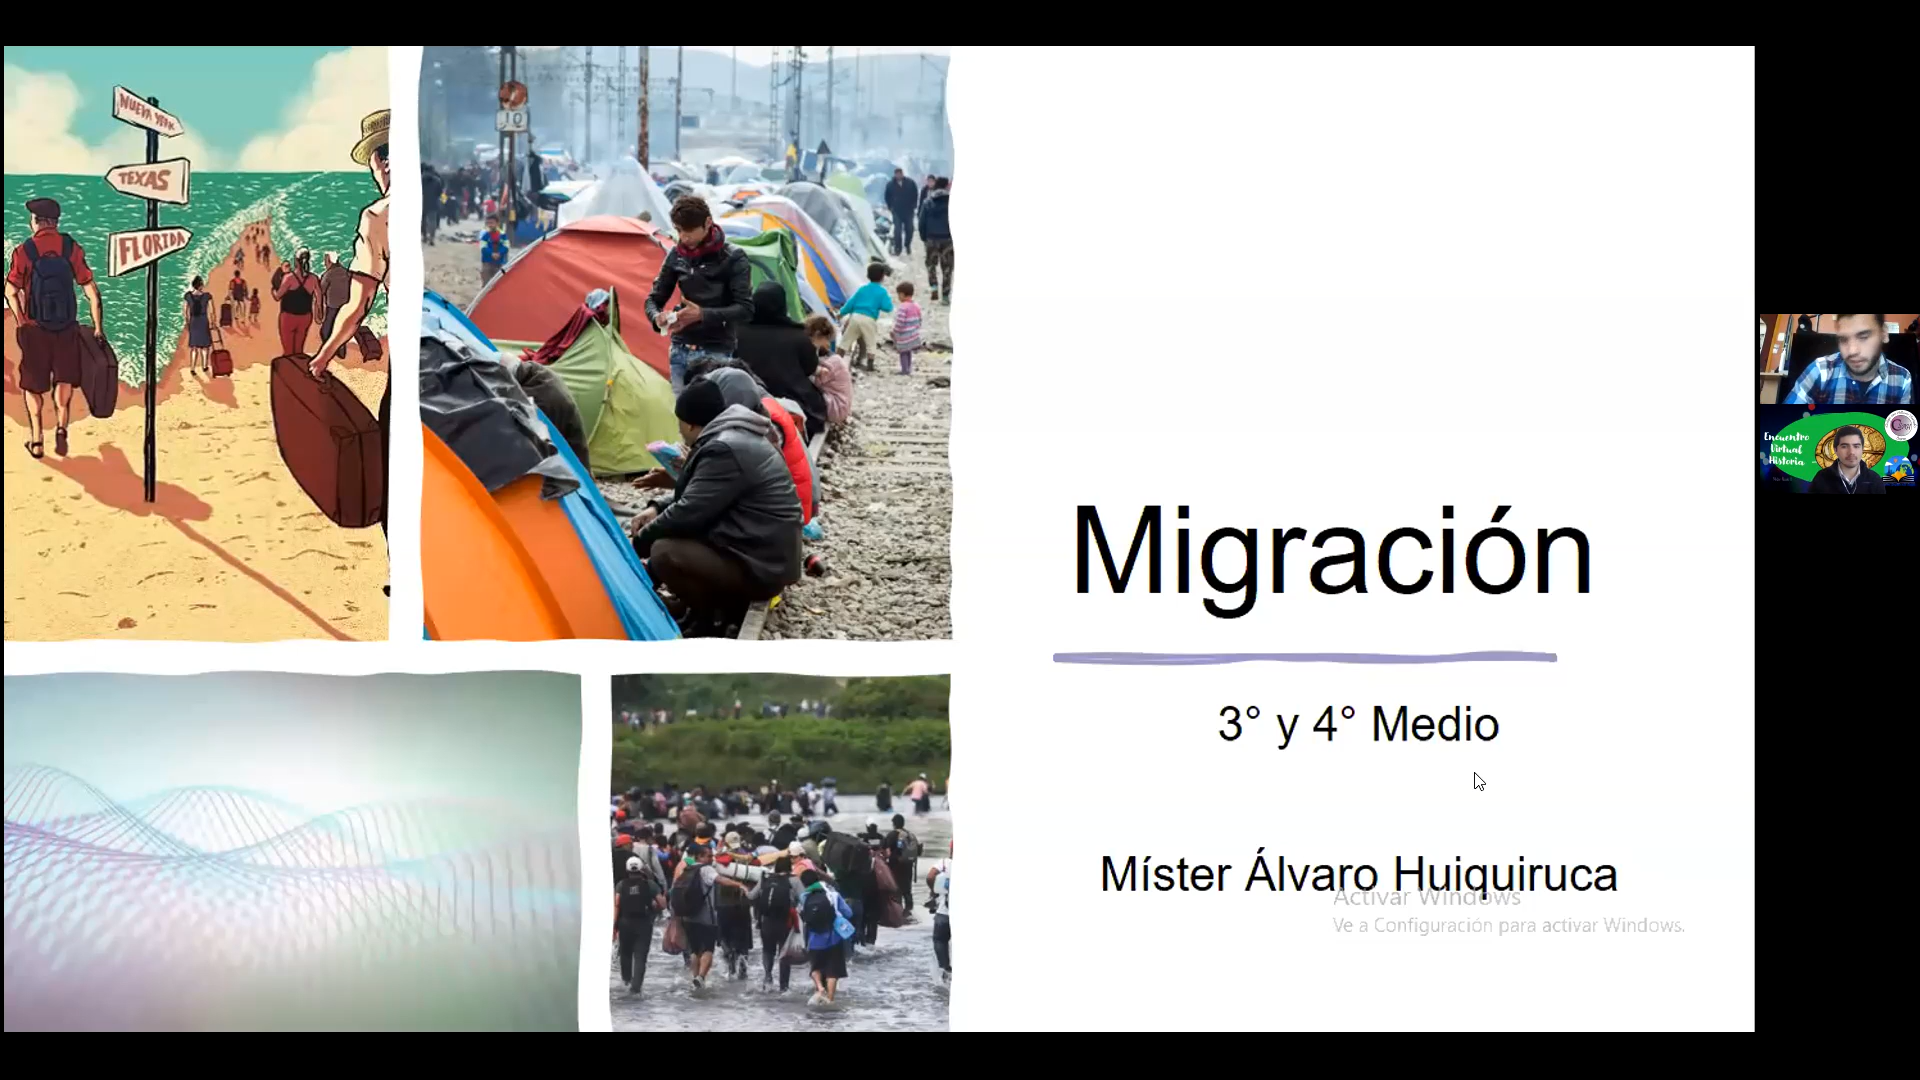 NUEVA YORK
TEXAS
FLORIDA
Migración
3° y 4° Medio
Míster Álvaro Huiquiruca
Activar Windows
Ve a Configuración para activar Windows.
Encuentro
Virtual
Historia